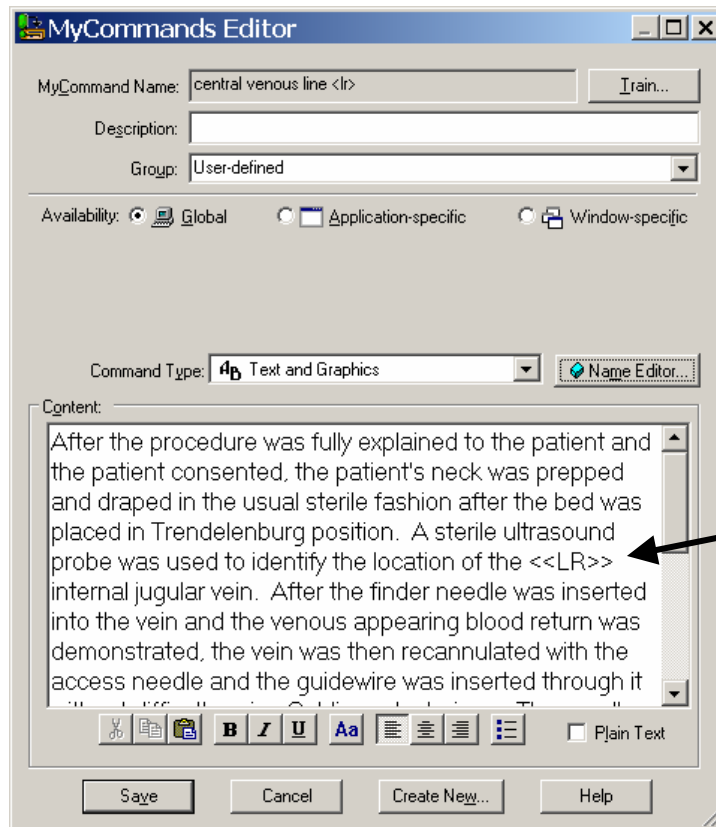 MyCommands Editor
MyCommand Name: central venous line <lr> Train...
Description:
Group: User-defined
Availability: Global Application-specific Window-specific
Command Type: Text and Graphics Name Editor...
Content:
After the procedure was fully explained to the patient and
the patient consented, the patient's neck was prepped
and draped in the usual sterile fashion after the bed was
placed in Trendelenburg position. A sterile ultrasound
probe was used to identify the location of the <<LR>>
internal jugular vein. After the finder needle was inserted
into the vein and the venous appearing blood return was
demonstrated, the vein was then recannulated with the
access needle and the guidewire was inserted through it
B I U Aa Plain Text
Save Cancel Create New... Help